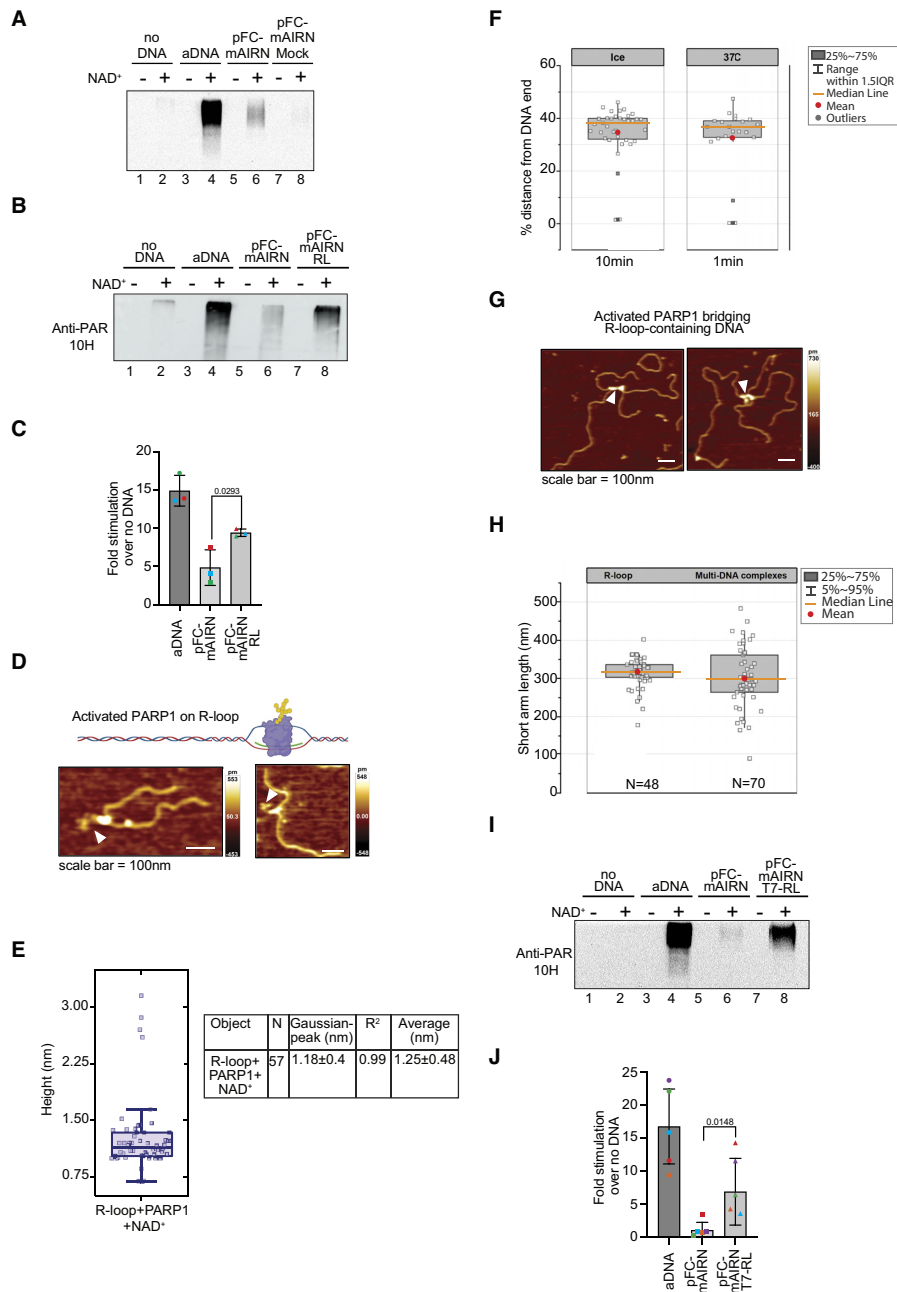 A
no
DNA
aDNA
pFC-
mAIRN
pFC-
mAIRN
Mock
NAD+ - + - + - + - +
1 2 3 4 5 6 7 8
B
no
DNA
aDNA
pFC-
mAIRN
pFC-
mAIRN
RL
NAD+ - + - + - + - +
Anti-PAR
10H
1 2 3 4 5 6 7 8
C
Fold stimulation
over no DNA
20
15
10
5
0
0.0293
aDNA
pFC-
mAIRN
pFC-
mAIRN
RL
D
Activated PARP1 on R-loop
pm
553
50.3
-453
pm
548
0.00
-548
scale bar = 100nm
E
Height (nm)
3.00
2.25
1.50
0.75
R-loop+PARP1
+NAD+
Object N Gaussian-peak (nm) R2 Average (nm)
R-loop+ PARP1+ NAD+ 57 1.18±0.4 0.99 1.25±0.48
F
Ice 37C
% distance from DNA end
60
40
20
0
10min 1min
25%~75%
Range
within 1.5IQR
Median Line
Mean
Outliers
G
Activated PARP1 bridging
R-loop-containing DNA
pm
730
165
-400
scale bar = 100nm
H
R-loop Multi-DNA complexes
Short arm length (nm)
500
400
300
200
100
0
N=48 N=70
25%~75%
5%~95%
Median Line
Mean
I
no
DNA
aDNA
pFC-
mAIRN
pFC-
mAIRN
T7-RL
NAD+ - + - + - + - +
Anti-PAR
10H
1 2 3 4 5 6 7 8
J
Fold stimulation
over no DNA
25
20
15
10
5
0
0.0148
aDNA
pFC-
mAIRN
pFC-
mAIRN
T7-RL